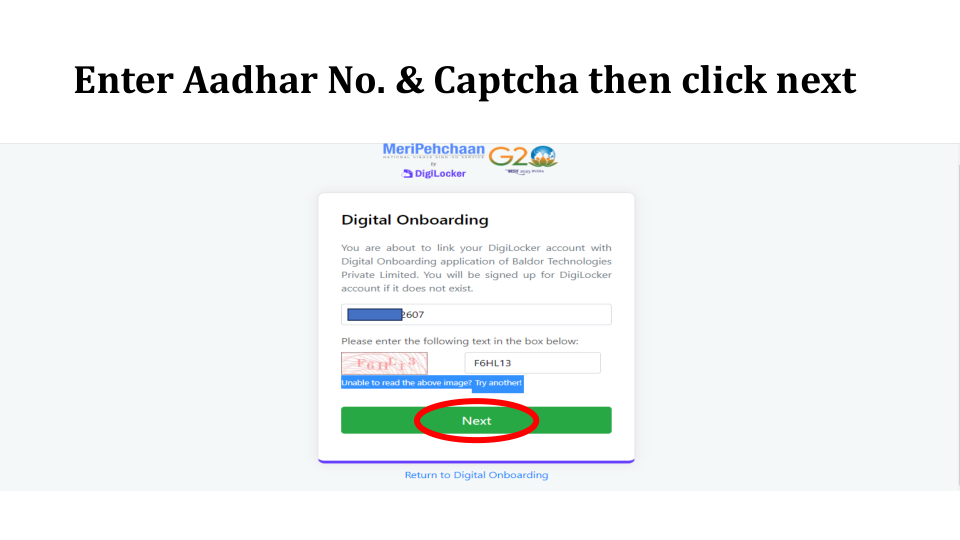 Enter Aadhar No. & Captcha then click next
MeriPehchaan
NATIONAL SINGLE SIGN-ON SERVICE
by
DigiLocker
G20
Digital Onboarding
You are about to link your DigiLocker account with
Digital Onboarding application of Baldor Technologies
Private Limited. You will be signed up for DigiLocker
account if it does not exist.
2607
Please enter the following text in the box below:
F6HL13
F6HL13
Unable to read the above image? Try another!
Next
Return to Digital Onboarding